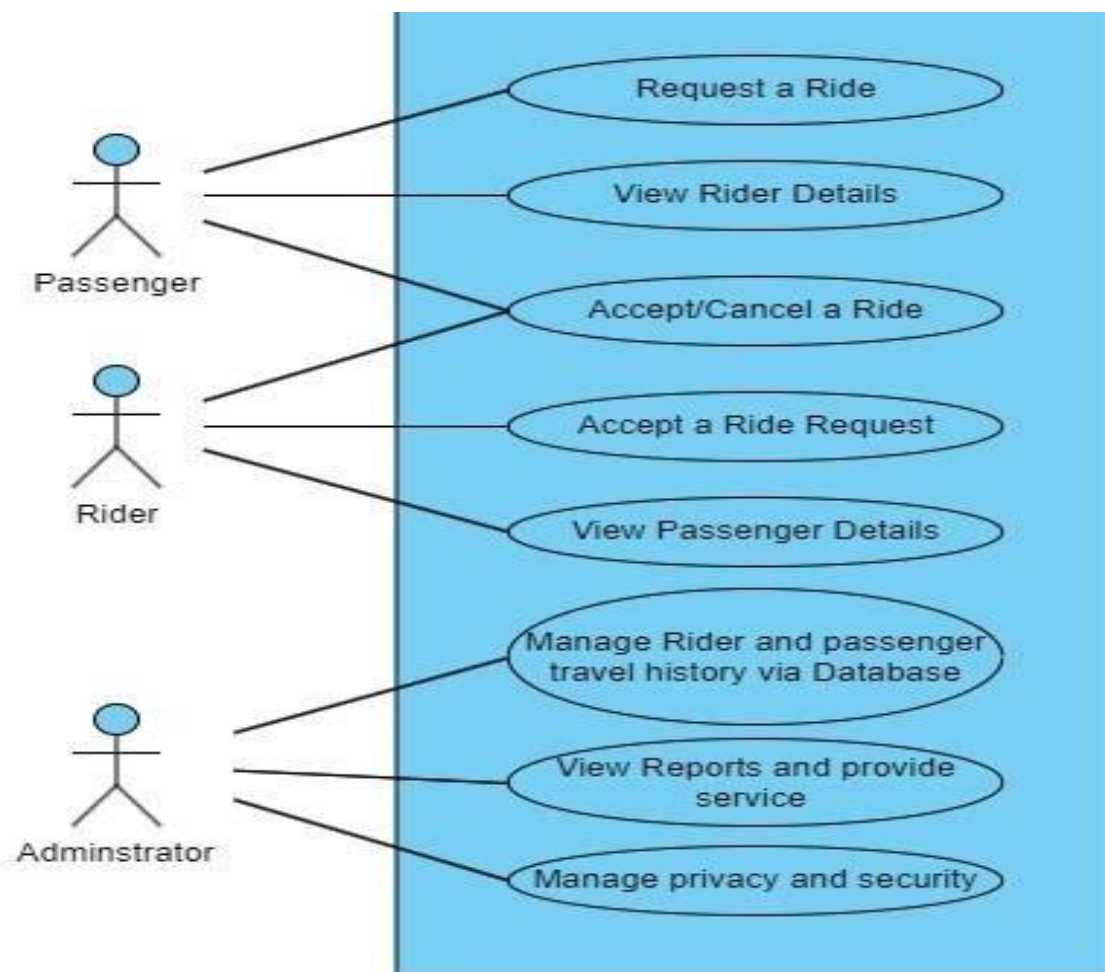 Request a Ride
View Rider Details
Passenger
Accept/Cancel a Ride
Accept a Ride Request
Rider
View Passenger Details
Manage Rider and passenger
travel history via Database
View Reports and provide
service
Adminstrator
Manage privacy and security